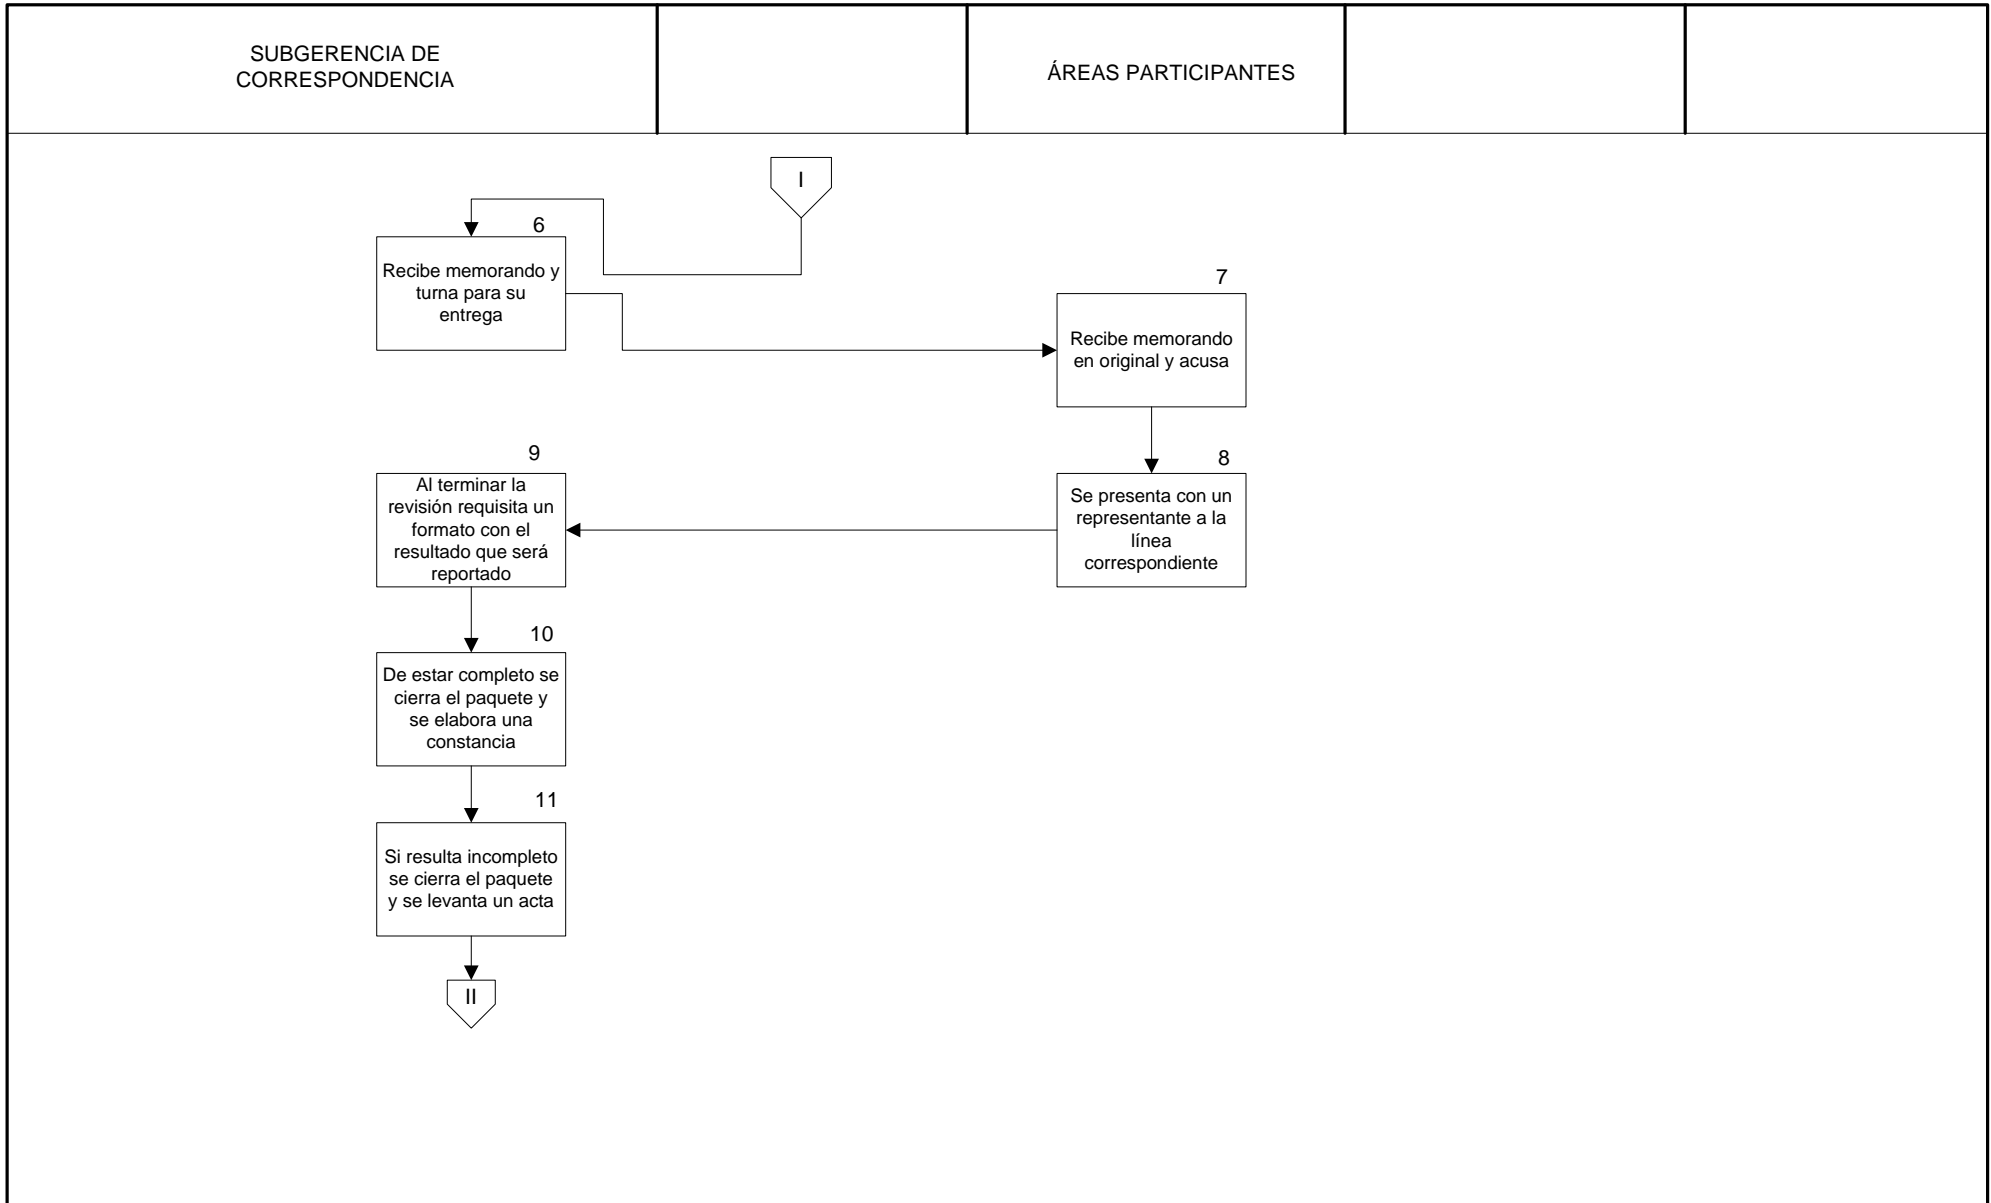 SUBGERENCIA DE
CORRESPONDENCIA
ÁREAS PARTICIPANTES
I
6
Recibe memorando y
turna para su
entrega
7
Recibe memorando
en original y acusa
8
Se presenta con un
representante a la
línea
correspondiente
9
Al terminar la
revisión requisita un
formato con el
resultado que será
reportado
10
De estar completo se
cierra el paquete y
se elabora una
constancia
11
Si resulta incompleto
se cierra el paquete
y se levanta un acta
II